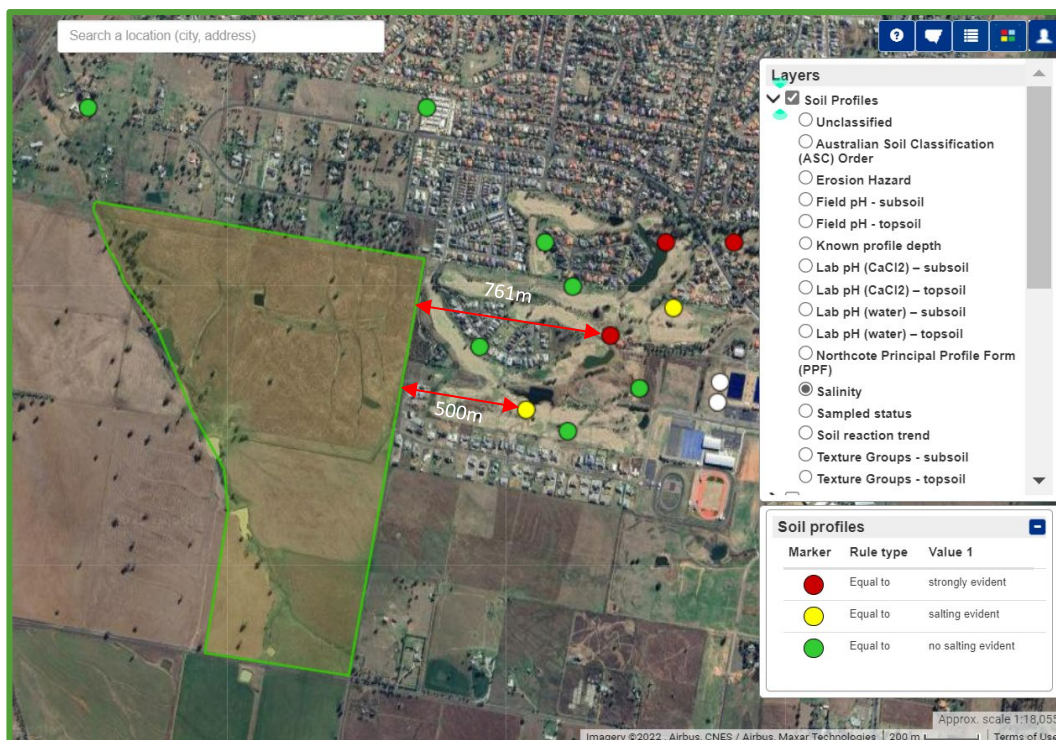 Search a location (city, address)
Layers
Soil Profiles
Unclassified
Australian Soil Classification
(ASC) Order
Erosion Hazard
Field pH - subsoil
Field pH - topsoil
Known profile depth
Lab pH (CaCl2) – subsoil
Lab pH (CaCl2) – topsoil
Lab pH (water) – subsoil
Lab pH (water) – topsoil
Northcote Principal Profile Form
(PPF)
Salinity
Sampled status
Soil reaction trend
Texture Groups - subsoil
Texture Groups - topsoil
761m
500m
Soil profiles
Marker Rule type Value 1
Equal to strongly evident
Equal to salting evident
Equal to no salting evident
Approx. scale 1:18,055
Imagery ©2022 , Airbus, CNES / Airbus, Maxar Technologies 200 m Terms of Use